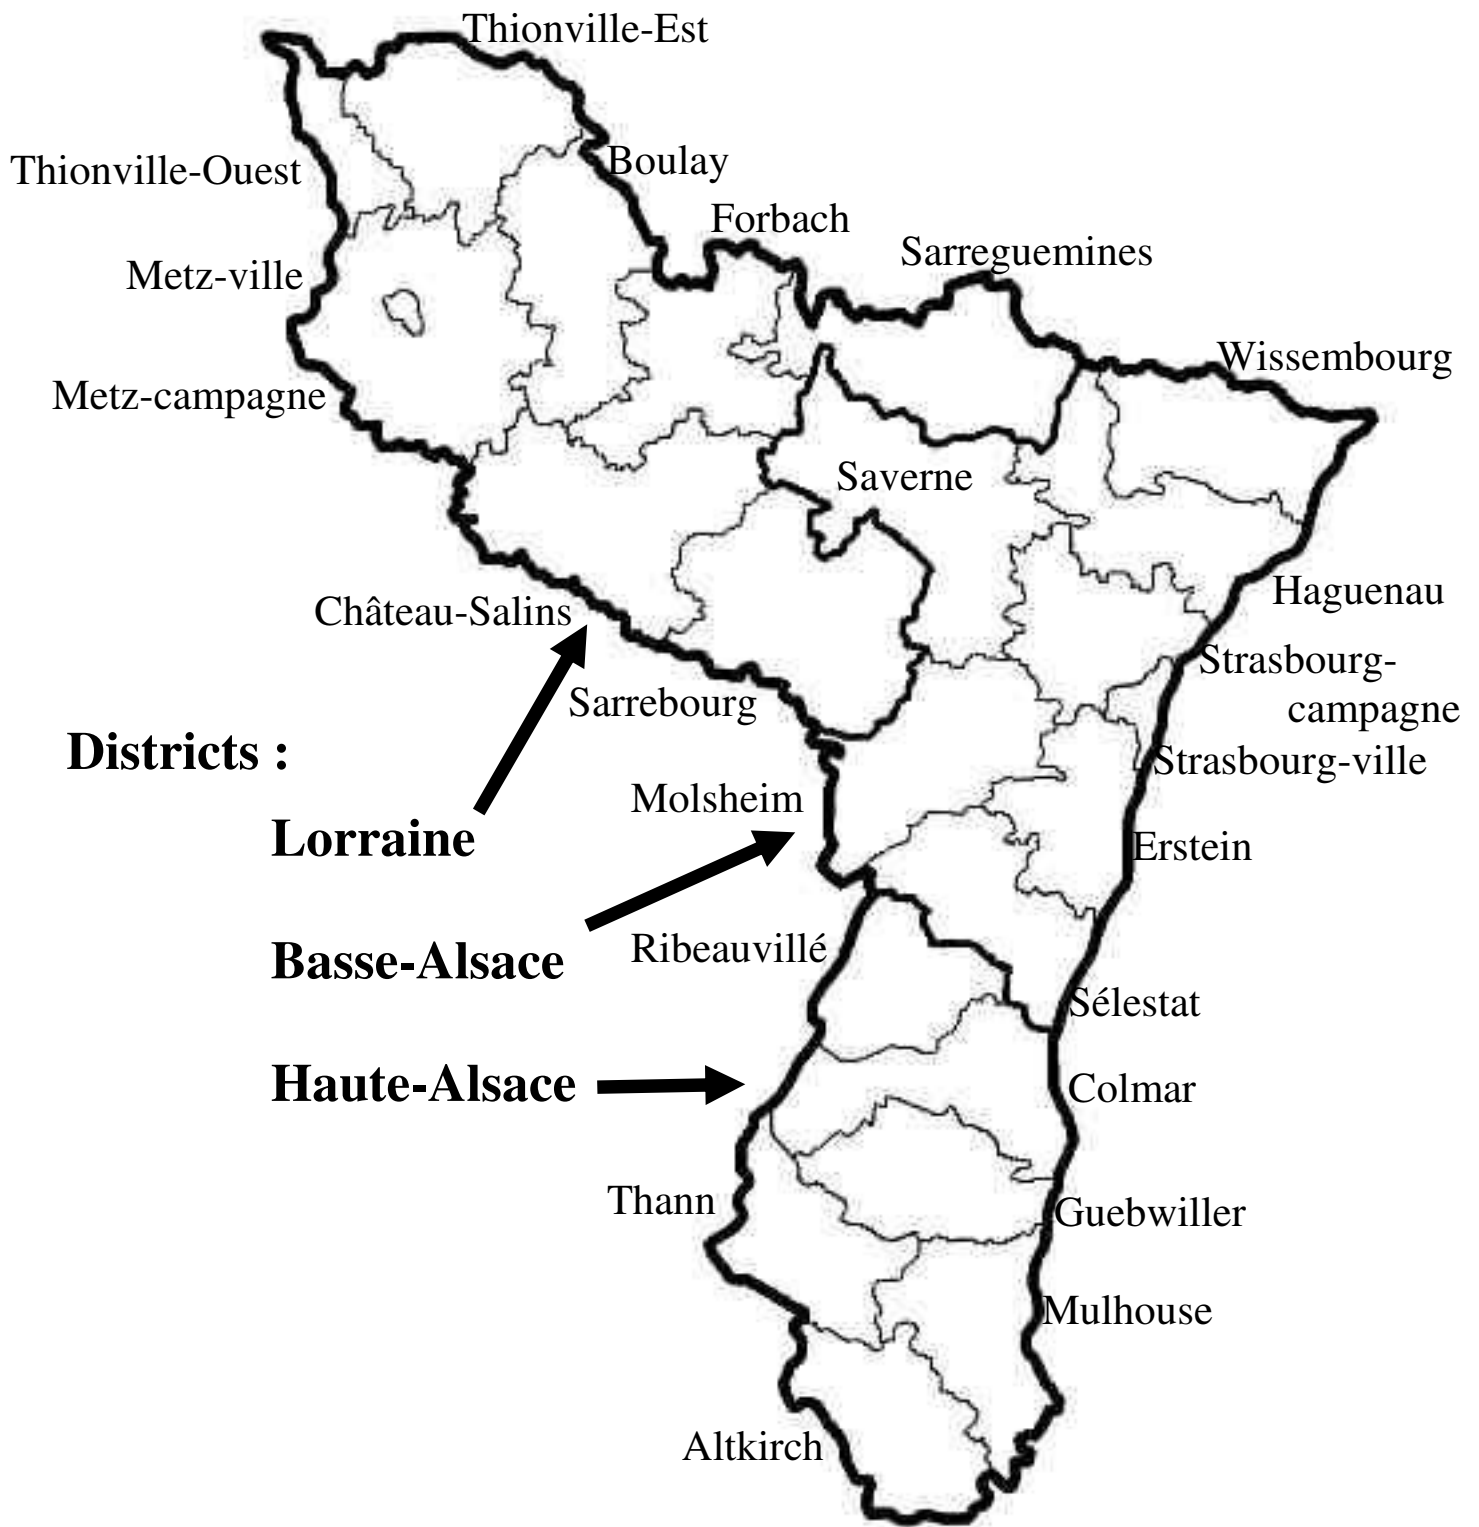 Thionville-Est
Boulay
Thionville-Ouest
Forbach
Sarreguemines
Metz-ville
Wissembourg
Metz-campagne
Saverne
Haguenau
Château-Salins
Strasbourg-
campagne
Sarrebourg
Districts :
Strasbourg-ville
Molsheim
Lorraine
Erstein
Ribeauvillé
Basse-Alsace
Sélestat
Haute-Alsace
Colmar
Thann
Guebwiller
Mulhouse
Altkirch